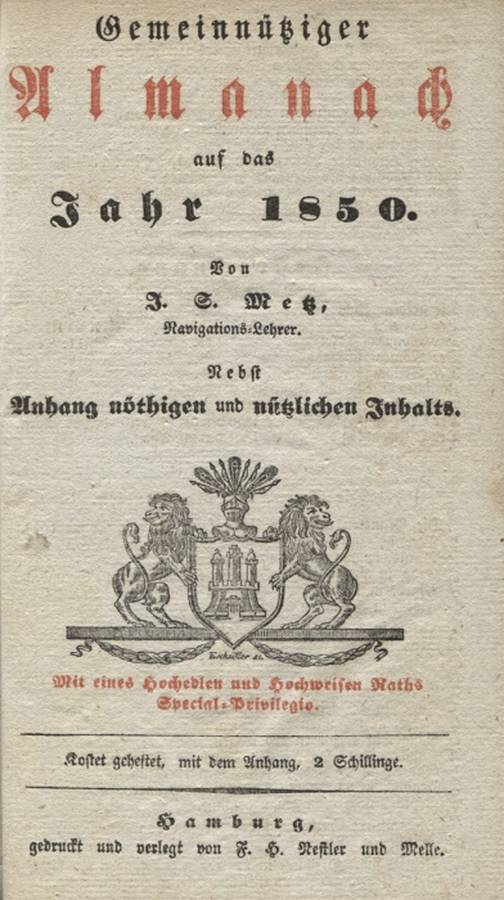 Gemeinnütziger
Almanach
auf das
Jahr 1850.
Von
J. S. Metz,
Navigations-Lehrer.
Nebst
Anhang nöthigen und nützlichen Inhalts.
Mit eines Hochedlen und Hochweisen Raths
Special-Privilegio.
Kostet geheftet, mit dem Anhang, 2 Schillinge.
Hamburg,
gedruckt und verlegt von F. H. Nestler und Melle.